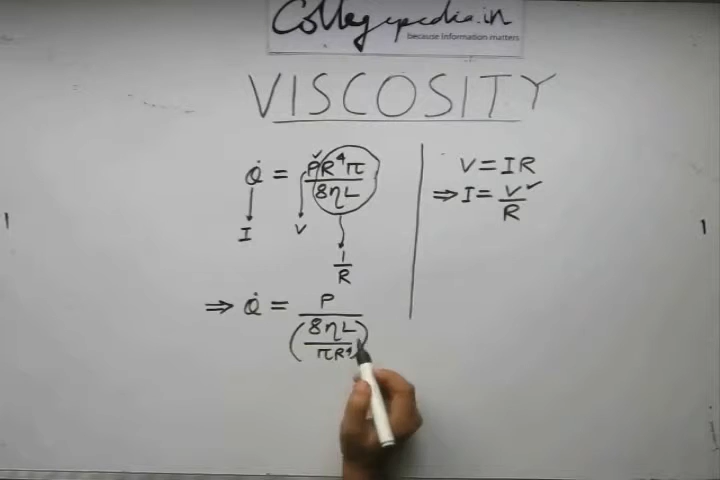 Collegepedia.in
because information matters
VISCOSITY
Q̇ = PR⁴π / 8ηL
I
V
1/R
⇒ Q̇ = P / (8ηL / πR⁴)
V = IR
⇒ I = V/R